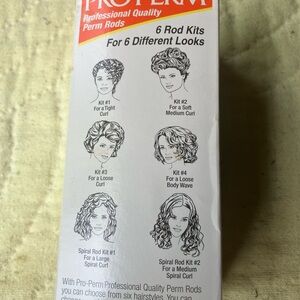 PRO PERM
Professional Quality
Perm Rods
6 Rod Kits
For 6 Different Looks
Kit #1
For a Tight
Curl
Kit #2
For a Soft
Medium Curl
Kit #3
For a Loose
Curl
Kit #4
For a Loose
Body Wave
Spiral Rod Kit #1
For a Large
Spiral Curl
Spiral Rod Kit #2
For a Medium
Spiral Curl
With Pro-Perm Professional Quality Perm Rods
you can choose from six hairstyles. You can